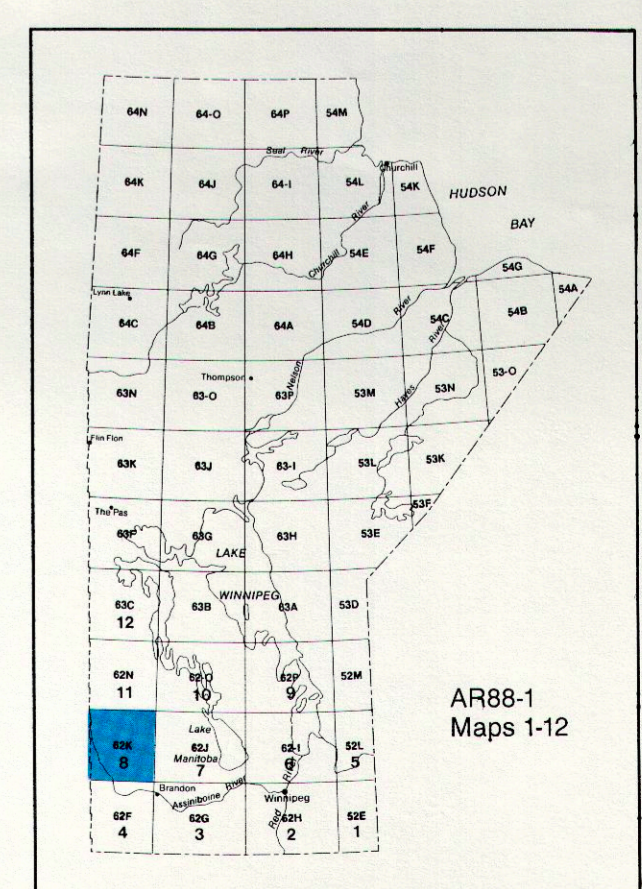 64N 64-O 64P 54M
Seal River
Churchill
64K 64J 64-I 54L 54K
HUDSON
BAY
River
64F 64G 64H Churchill 54E 54F
54G
54A
Lynn Lake
River
64C 64B 64A 54D 54C 54B
River
Thompson
Nelson
53-O
63N 63-O 63P 53M Hayes 53N
Flin Flon
63K 63J 63-I 53L 53K
The Pas
53F
63F 63G 63H 53E
LAKE
WINNIPEG
63C 63B 63A 53D
12
62N 62-O 62P 52M
11 10 9
AR88-1
Maps 1-12
Lake
62K 62J 62-I 52L
8 Manitoba 6 5
7
Brandon
Assiniboine River
Winnipeg
Red River
62F 62G 62H 52E
4 3 2 1